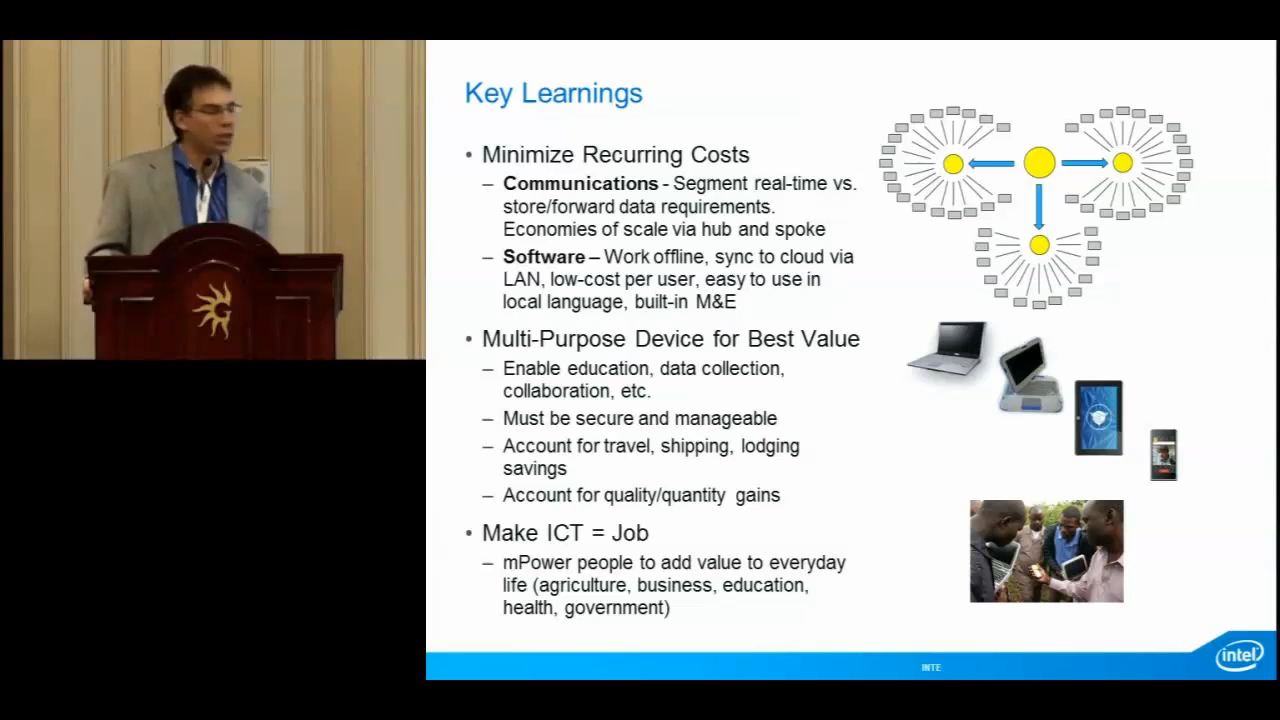 Key Learnings
• Minimize Recurring Costs
– Communications - Segment real-time vs.
store/forward data requirements.
Economies of scale via hub and spoke
– Software – Work offline, sync to cloud via
LAN, low-cost per user, easy to use in
local language, built-in M&E
• Multi-Purpose Device for Best Value
– Enable education, data collection,
collaboration, etc.
– Must be secure and manageable
– Account for travel, shipping, lodging
savings
– Account for quality/quantity gains
• Make ICT = Job
– mPower people to add value to everyday
life (agriculture, business, education,
health, government)
INTE
intel